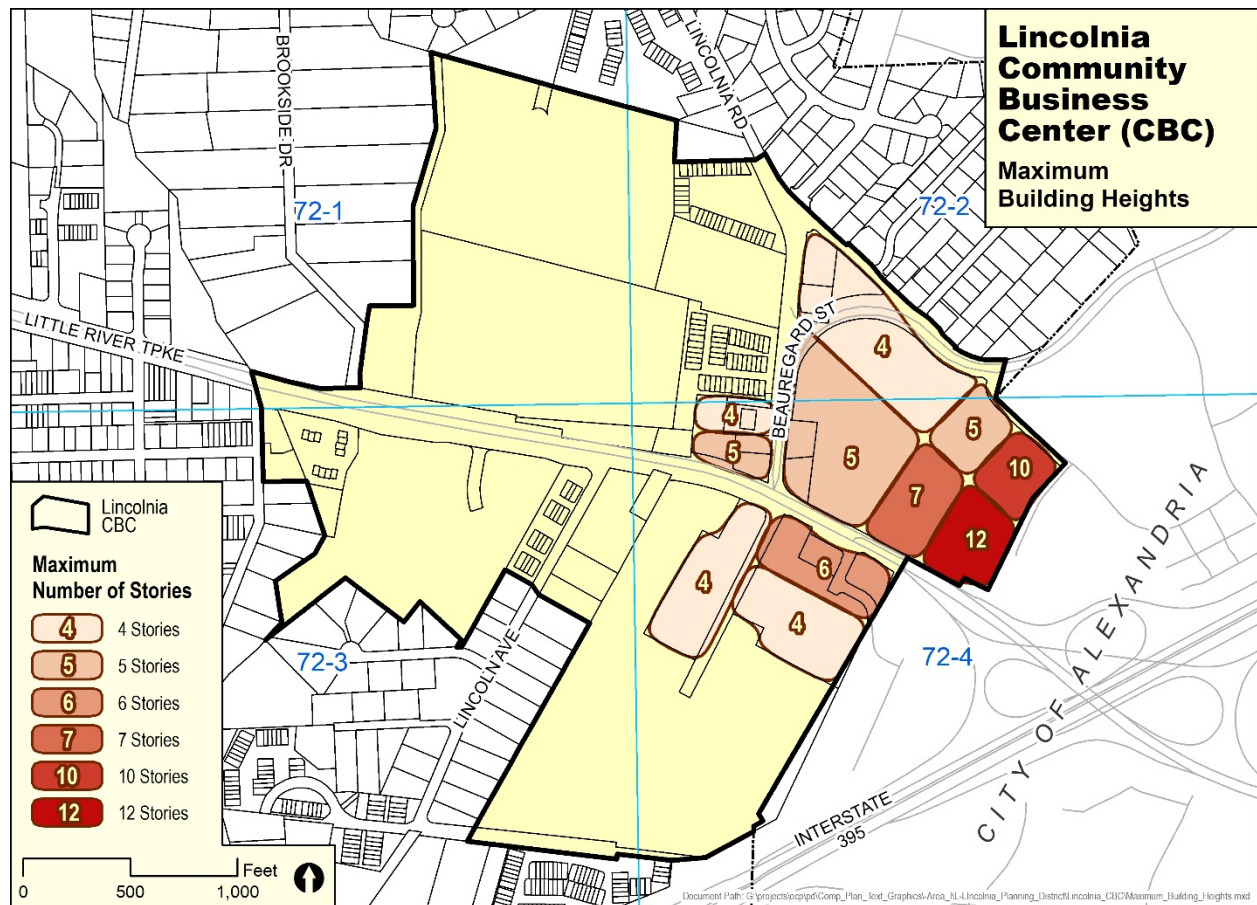 Lincolnia
Community
Business
Center (CBC)
Maximum
Building Heights
BROOKSIDE DR
LINCOLNIA RD
72-1
72-2
LITTLE RIVER TPKE
BEAUREGARD ST
4
4
5
5
5
10
7
12
4
6
4
72-3
72-4
LINCOLN AVE
INTERSTATE
395
CITY OF ALEXANDRIA
Lincolnia
CBC
Maximum
Number of Stories
4 4 Stories
5 5 Stories
6 6 Stories
7 7 Stories
10 10 Stories
12 12 Stories
Feet
0 500 1,000